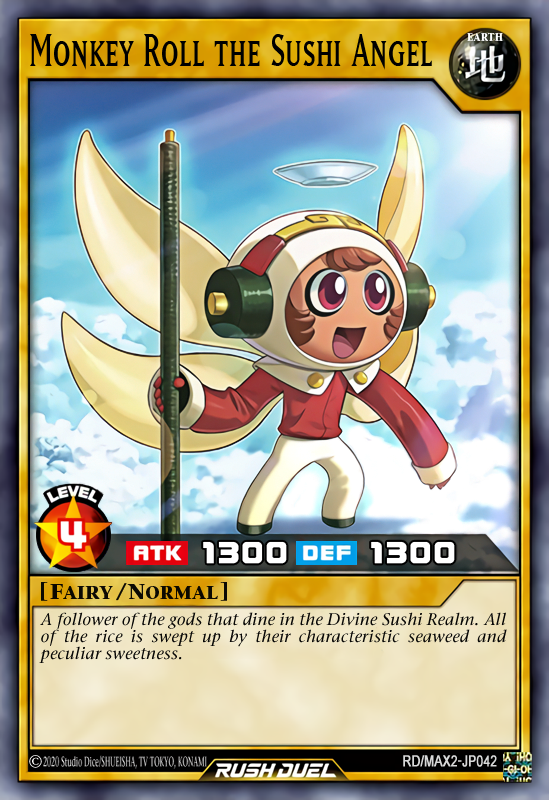 MONKEY ROLL THE SUSHI ANGEL
EARTH
地
LEVEL
4
ATK 1300 DEF 1300
[FAIRY/NORMAL]
A follower of the gods that dine in the Divine Sushi Realm. All
of the rice is swept up by their characteristic seaweed and
peculiar sweetness.
©2020 Studio Dice/SHUEISHA, TV TOKYO, KONAMI
RUSH DUEL
RD/MAX2-JP042